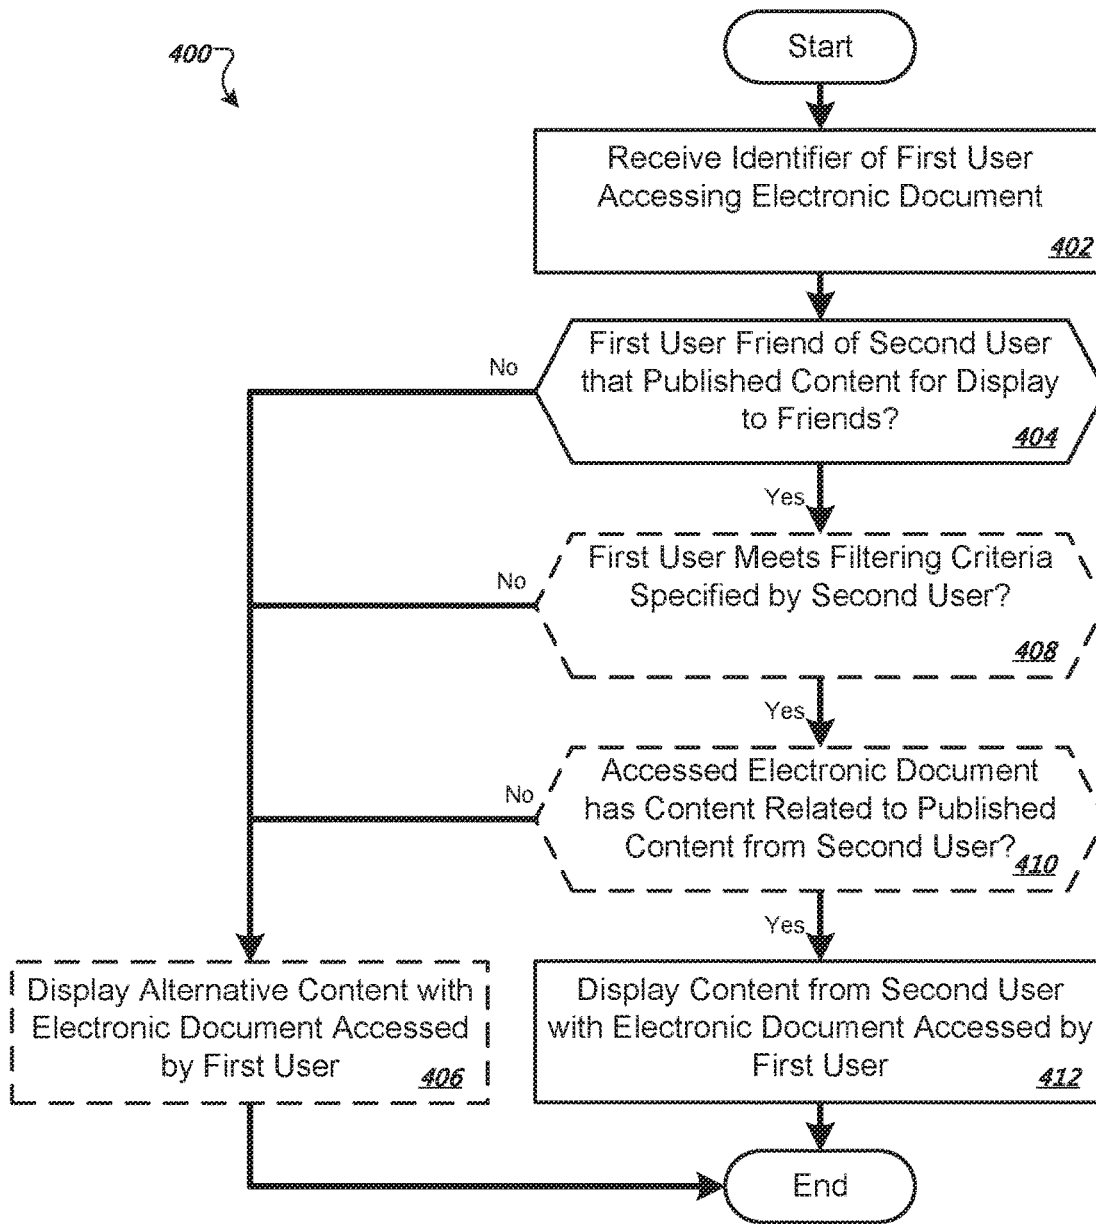 400
Start
Receive Identifier of First User
Accessing Electronic Document
402
First User Friend of Second User
that Published Content for Display
to Friends?
404
No
Yes
First User Meets Filtering Criteria
Specified by Second User?
408
No
Yes
Accessed Electronic Document
has Content Related to Published
Content from Second User?
410
No
Yes
Display Alternative Content with
Electronic Document Accessed
by First User
406
Display Content from Second User
with Electronic Document Accessed by
First User
412
End